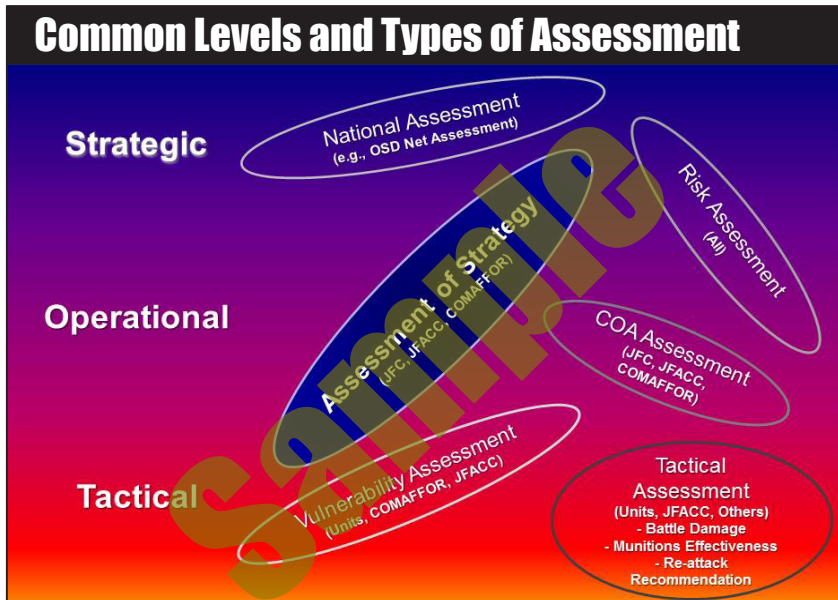 Common Levels and Types of Assessment
Strategic
National Assessment
(e.g., OSD Net Assessment)
Risk Assessment
(All)
Assessment of Strategy
(JFC, JFACC, COMAFFOR)
Operational
COA Assessment
(JFC, JFACC,
COMAFFOR)
Tactical
Vulnerability Assessment
(Units, COMAFFOR, JFACC)
Tactical
Assessment
(Units, JFACC, Others)
- Battle Damage
- Munitions Effectiveness
- Re-attack
Recommendation
Sample